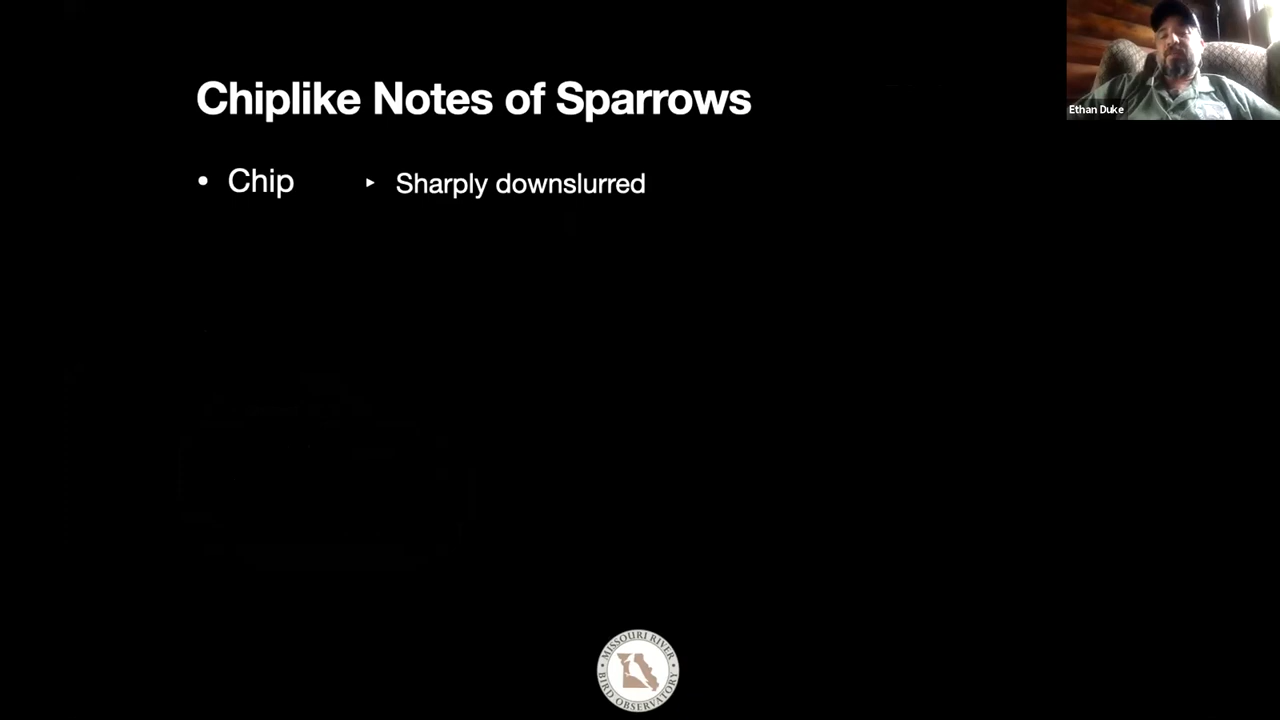 Chiplike Notes of Sparrows
• Chip ‣ Sharply downslurred
Ethan Duke
MISSOURI RIVER
BIRD OBSERVATORY